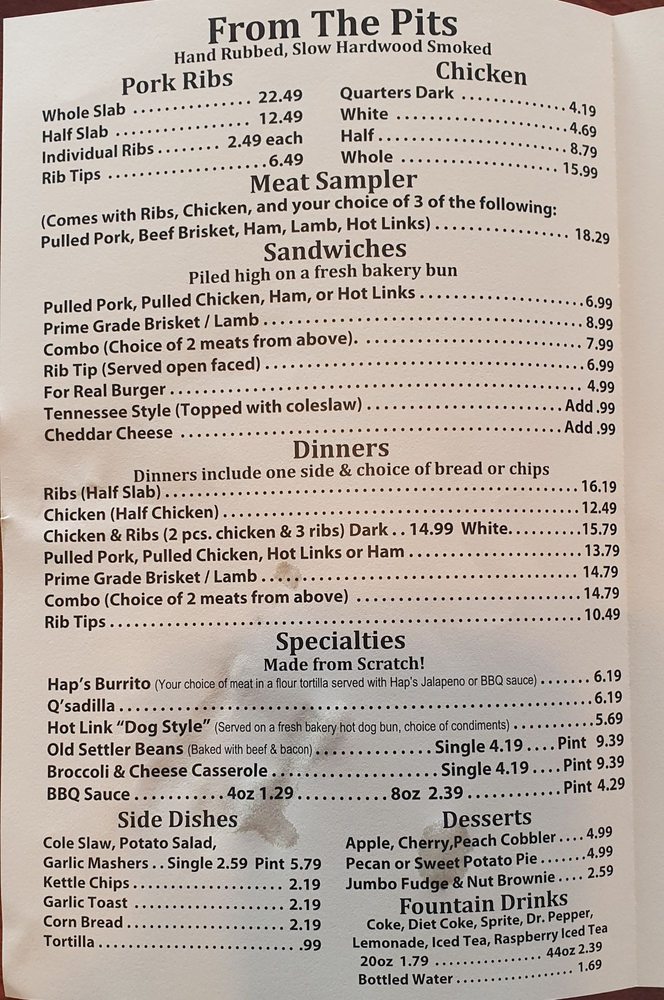 From The Pits
Hand Rubbed, Slow Hardwood Smoked
Pork Ribs
Whole Slab ............... 22.49
Half Slab ................. 12.49
Individual Ribs........ 2.49 each
Rib Tips ....................6.49
Chicken
Quarters Dark .............. 4.19
White ........................4.69
Half ..........................8.79
Whole ..................... 15.99
Meat Sampler
(Comes with Ribs, Chicken, and your choice of 3 of the following:
Pulled Pork, Beef Brisket, Ham, Lamb, Hot Links) ................. 18.29
Sandwiches
Piled high on a fresh bakery bun
Pulled Pork, Pulled Chicken, Ham, or Hot Links .....................6.99
Prime Grade Brisket / Lamb ........................................8.99
Combo (Choice of 2 meats from above). ............................ 7.99
Rib Tip (Served open faced) ........................................6.99
For Real Burger .................................................... 4.99
Tennessee Style (Topped with coleslaw) ......................... Add .99
Cheddar Cheese ................................................. Add .99
Dinners
Dinners include one side & choice of bread or chips
Ribs (Half Slab) .................................................... 16.19
Chicken (Half Chicken) ............................................. 12.49
Chicken & Ribs (2 pcs. chicken & 3 ribs) Dark .. 14.99 White..........15.79
Pulled Pork, Pulled Chicken, Hot Links or Ham ...................... 13.79
Prime Grade Brisket / Lamb ........................................ 14.79
Combo (Choice of 2 meats from above) ............................ 14.79
Rib Tips ............................................................10.49
Specialties
Made from Scratch!
Hap's Burrito (Your choice of meat in a flour tortilla served with Hap's Jalapeno or BBQ sauce) ....... 6.19
Q'sadilla ............................................................ 6.19
Hot Link "Dog Style" (Served on a fresh bakery hot dog bun, choice of condiments) .......... 5.69
Old Settler Beans (Baked with beef & bacon) ............... Single 4.19 .... Pint 9.39
Broccoli & Cheese Casserole ..................... Single 4.19 .... Pint 9.39
BBQ Sauce ........... 4oz 1.29 ........... 8oz 2.39 ............ Pint 4.29
Side Dishes
Cole Slaw, Potato Salad,
Garlic Mashers .. Single 2.59 Pint 5.79
Kettle Chips .................... 2.19
Garlic Toast ................... 2.19
Corn Bread .................... 2.19
Tortilla ..........................99
Desserts
Apple, Cherry,Peach Cobbler .... 4.99
Pecan or Sweet Potato Pie .......4.99
Jumbo Fudge & Nut Brownie .... 2.59
Fountain Drinks
Coke, Diet Coke, Sprite, Dr. Pepper,
Lemonade, Iced Tea, Raspberry Iced Tea
20oz 1.79 ................. 44oz 2.39
Bottled Water ............... 1.69